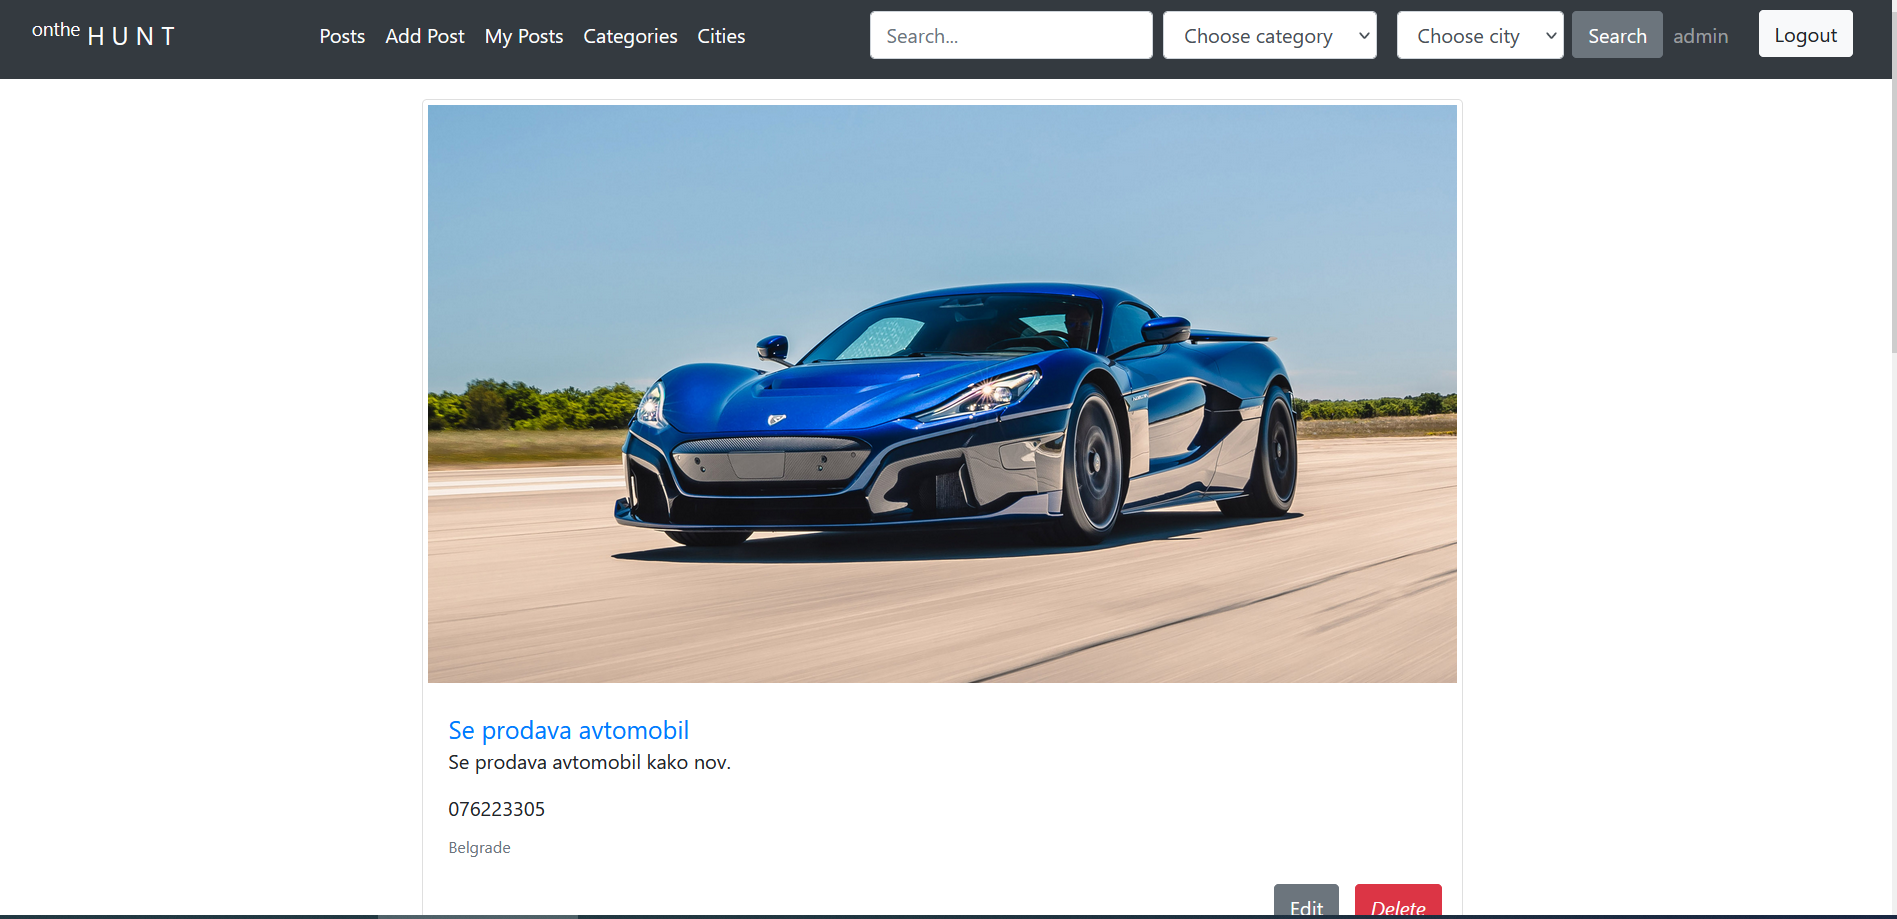 onthe HUNT
Posts Add Post My Posts Categories Cities Search... Choose category Choose city Search admin Logout
Se prodava avtomobil
Se prodava avtomobil kako nov.
076223305
Belgrade
Edit Delete